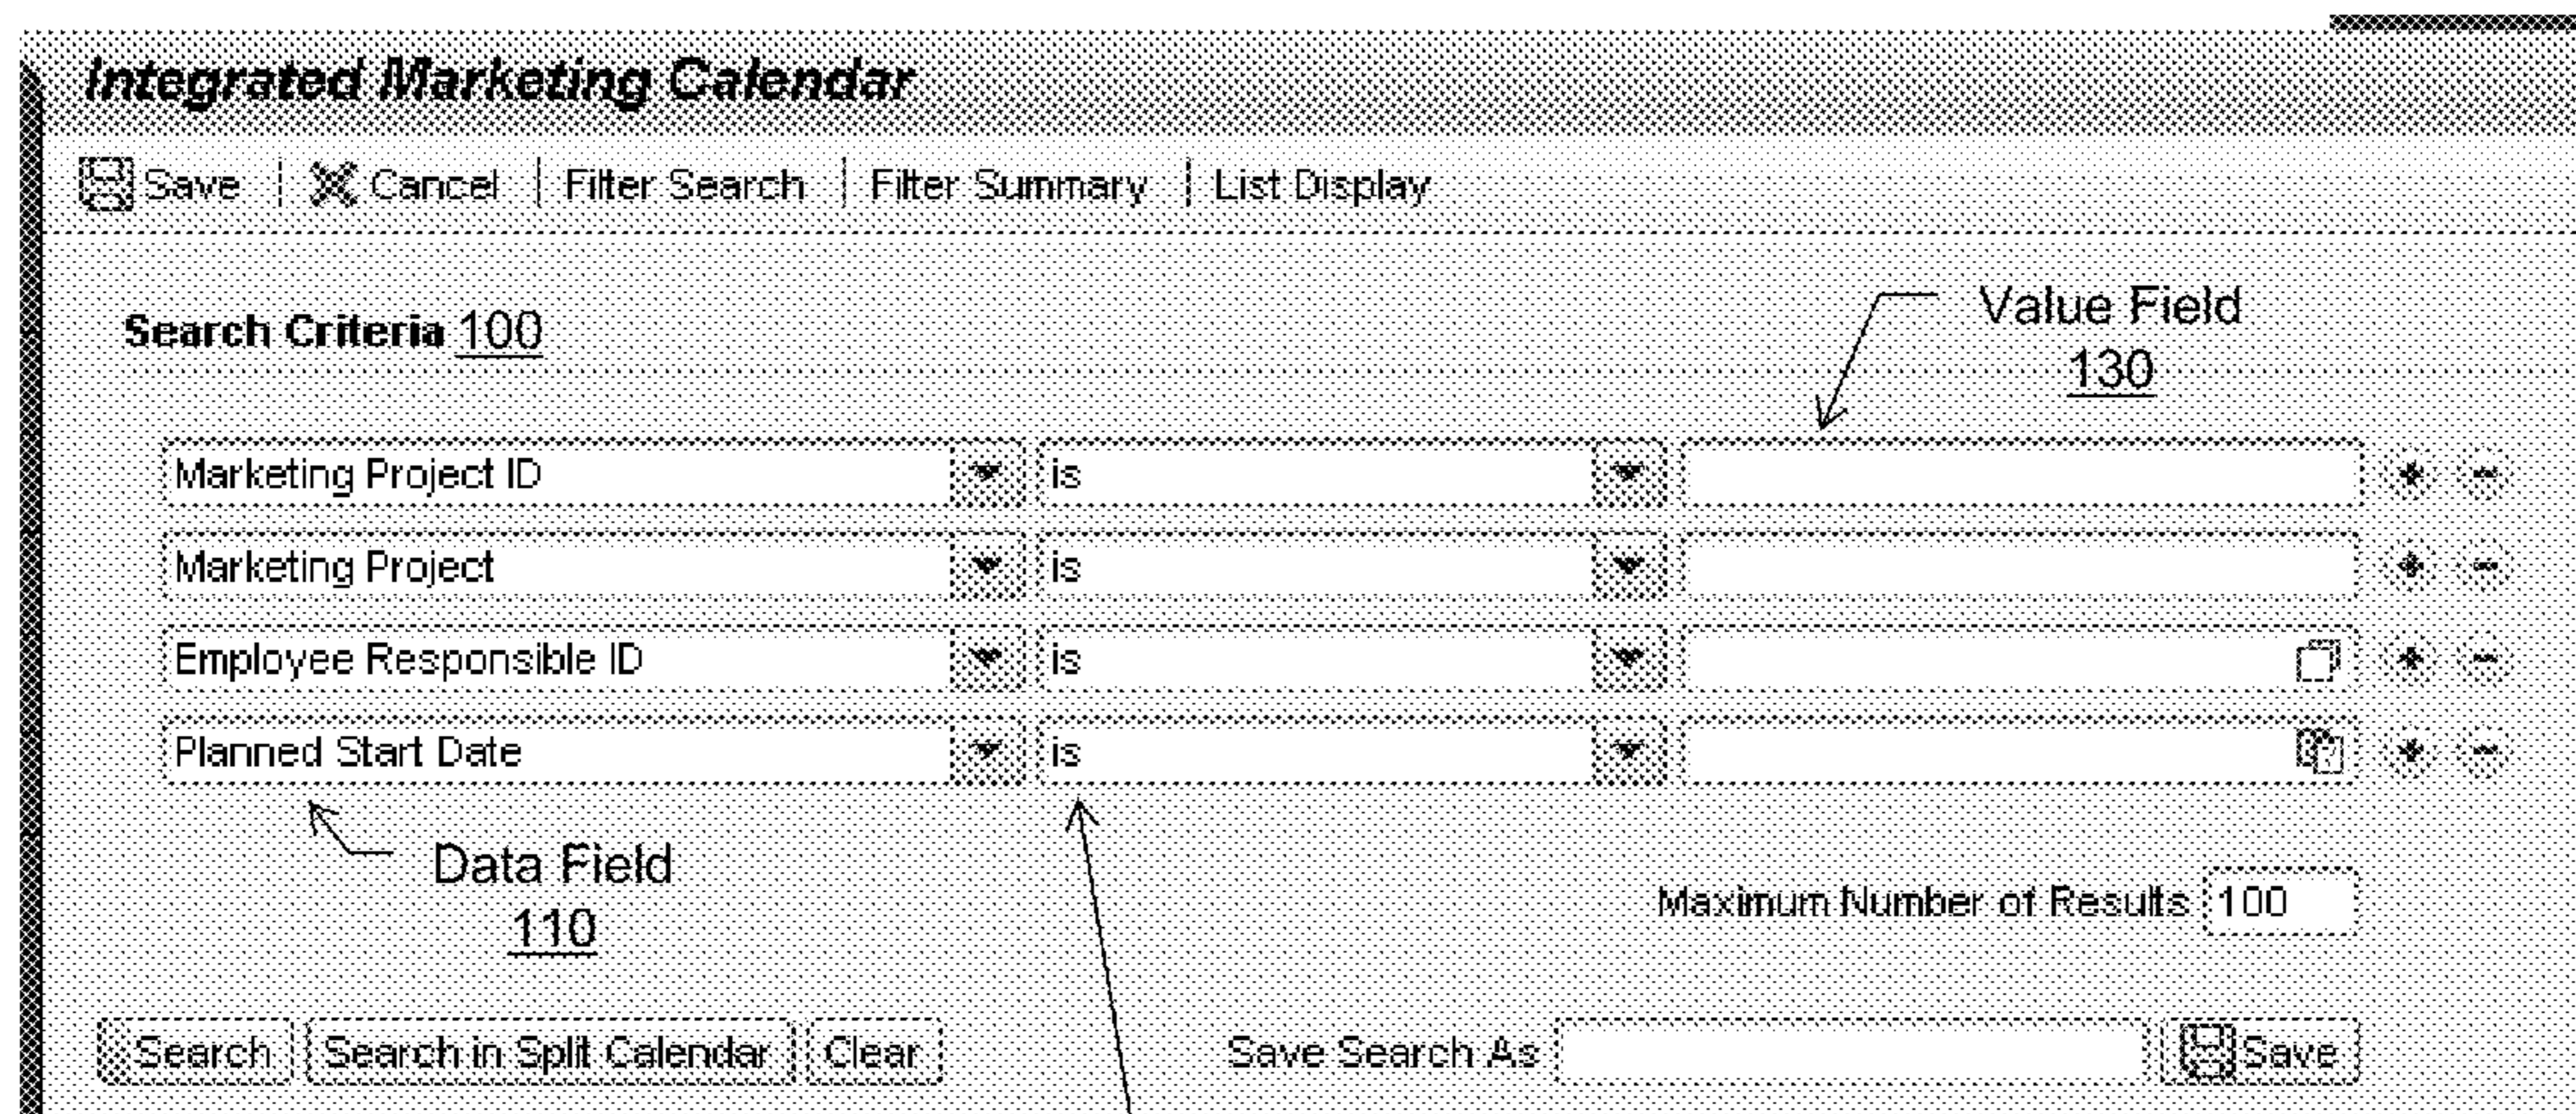 Integrated Marketing Calendar
Save Cancel Filter Search Filter Summary List Display
Search Criteria 100
Value Field
130
Marketing Project ID is
Marketing Project is
Employee Responsible ID is
Planned Start Date is
Data Field
110
Maximum Number of Results 100
Search Search in Split Calendar Clear Save Search As Save